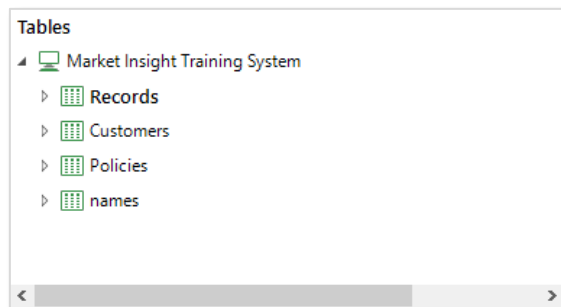 Tables
Market Insight Training System
Records
Customers
Policies
names